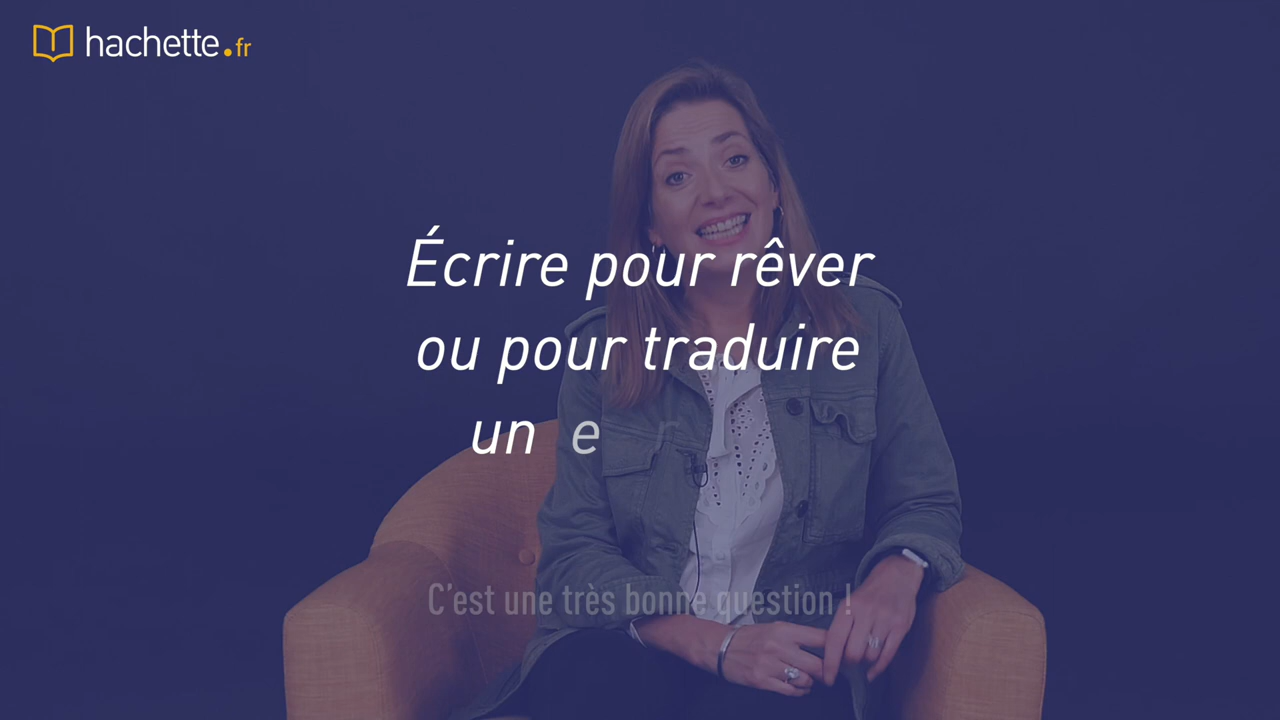 hachette.fr
Écrire pour rêver
ou pour traduire
un e r
C'est une très bonne question !